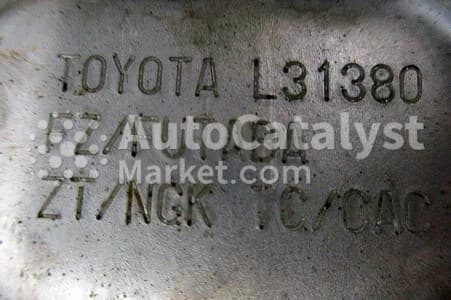 TOYOTA L31380
AutoCatalyst
Market.com
ZT/NGK TC/CAC